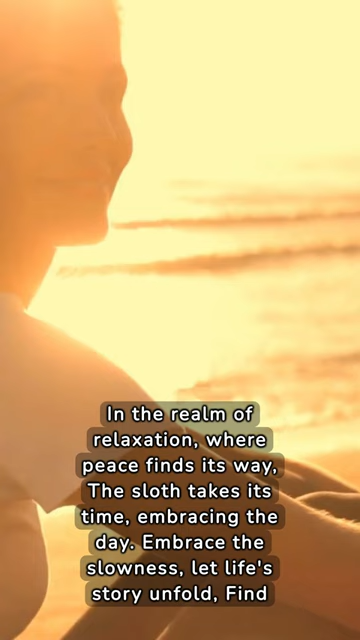 In the realm of
relaxation, where
peace finds its way,
The sloth takes its
time, embracing the
day. Embrace the
slowness, let life's
story unfold, Find